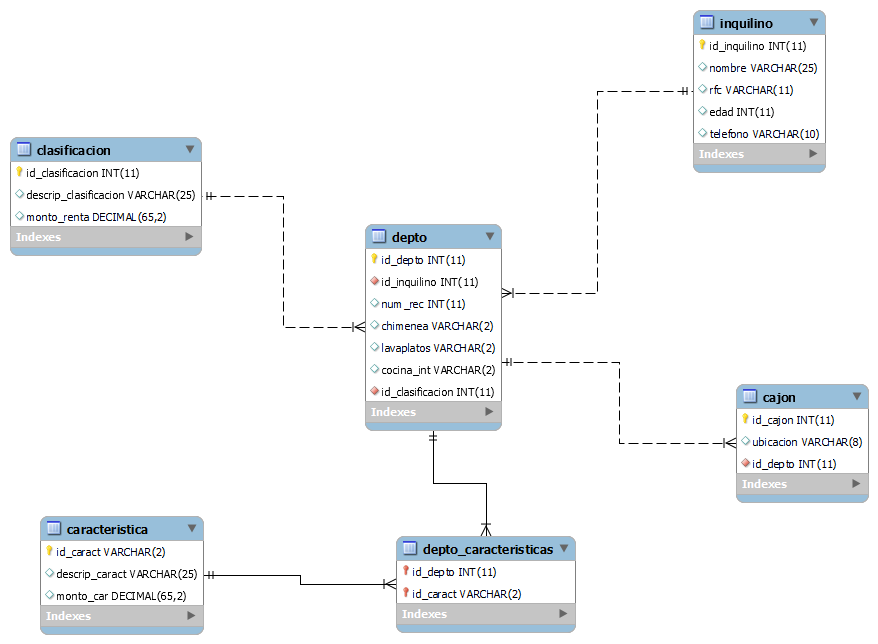 inquilino
id_inquilino INT(11)
nombre VARCHAR(25)
rfc VARCHAR(11)
edad INT(11)
telefono VARCHAR(10)
Indexes
clasificacion
id_clasificacion INT(11)
descrip_clasificacion VARCHAR(25)
monto_renta DECIMAL(65,2)
Indexes
depto
id_depto INT(11)
id_inquilino INT(11)
num_rec INT(11)
chimenea VARCHAR(2)
lavaplatos VARCHAR(2)
cocina_int VARCHAR(2)
id_clasificacion INT(11)
Indexes
cajon
id_cajon INT(11)
ubicacion VARCHAR(8)
id_depto INT(11)
Indexes
caracteristica
id_caract VARCHAR(2)
descrip_caract VARCHAR(25)
monto_car DECIMAL(65,2)
Indexes
depto_caracteristicas
id_depto INT(11)
id_caract VARCHAR(2)
Indexes